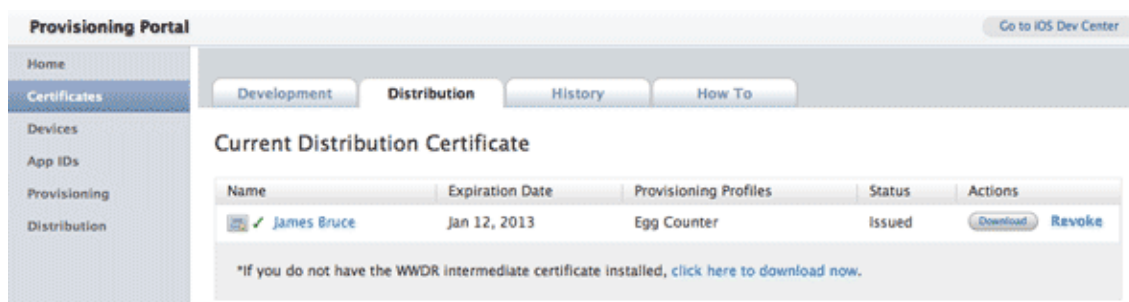 Provisioning Portal
Go to iOS Dev Center
Home
Certificates
Devices
App IDs
Provisioning
Distribution
Development Distribution History How To
Current Distribution Certificate
Name Expiration Date Provisioning Profiles Status Actions
James Bruce Jan 12, 2013 Egg Counter Issued Download Revoke
*If you do not have the WWDR intermediate certificate installed, click here to download now.